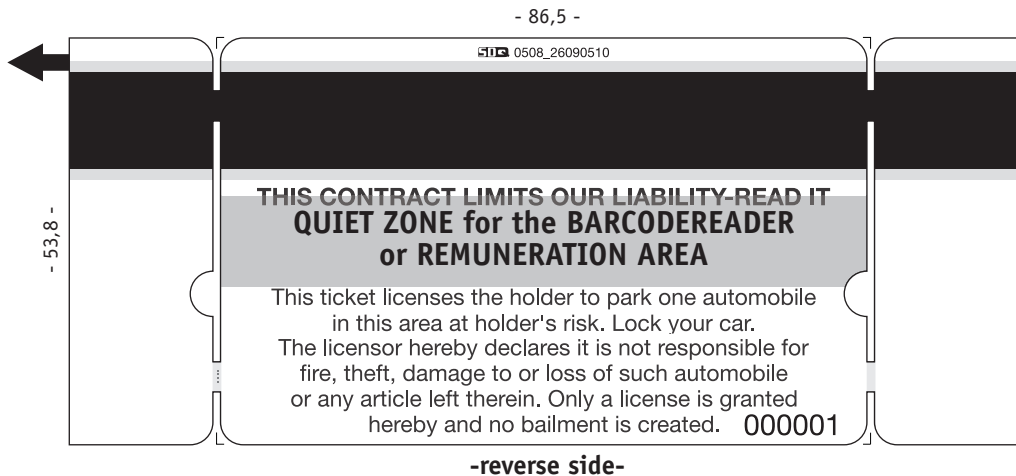 - 86,5 -
SDQ 0508_26090510
- 53,8 -
THIS CONTRACT LIMITS OUR LIABILITY-READ IT
QUIET ZONE for the BARCODEREADER
or REMUNERATION AREA
This ticket licenses the holder to park one automobile
in this area at holder's risk. Lock your car.
The licensor hereby declares it is not responsible for
fire, theft, damage to or loss of such automobile
or any article left therein. Only a license is granted
hereby and no bailment is created. 000001
-reverse side-